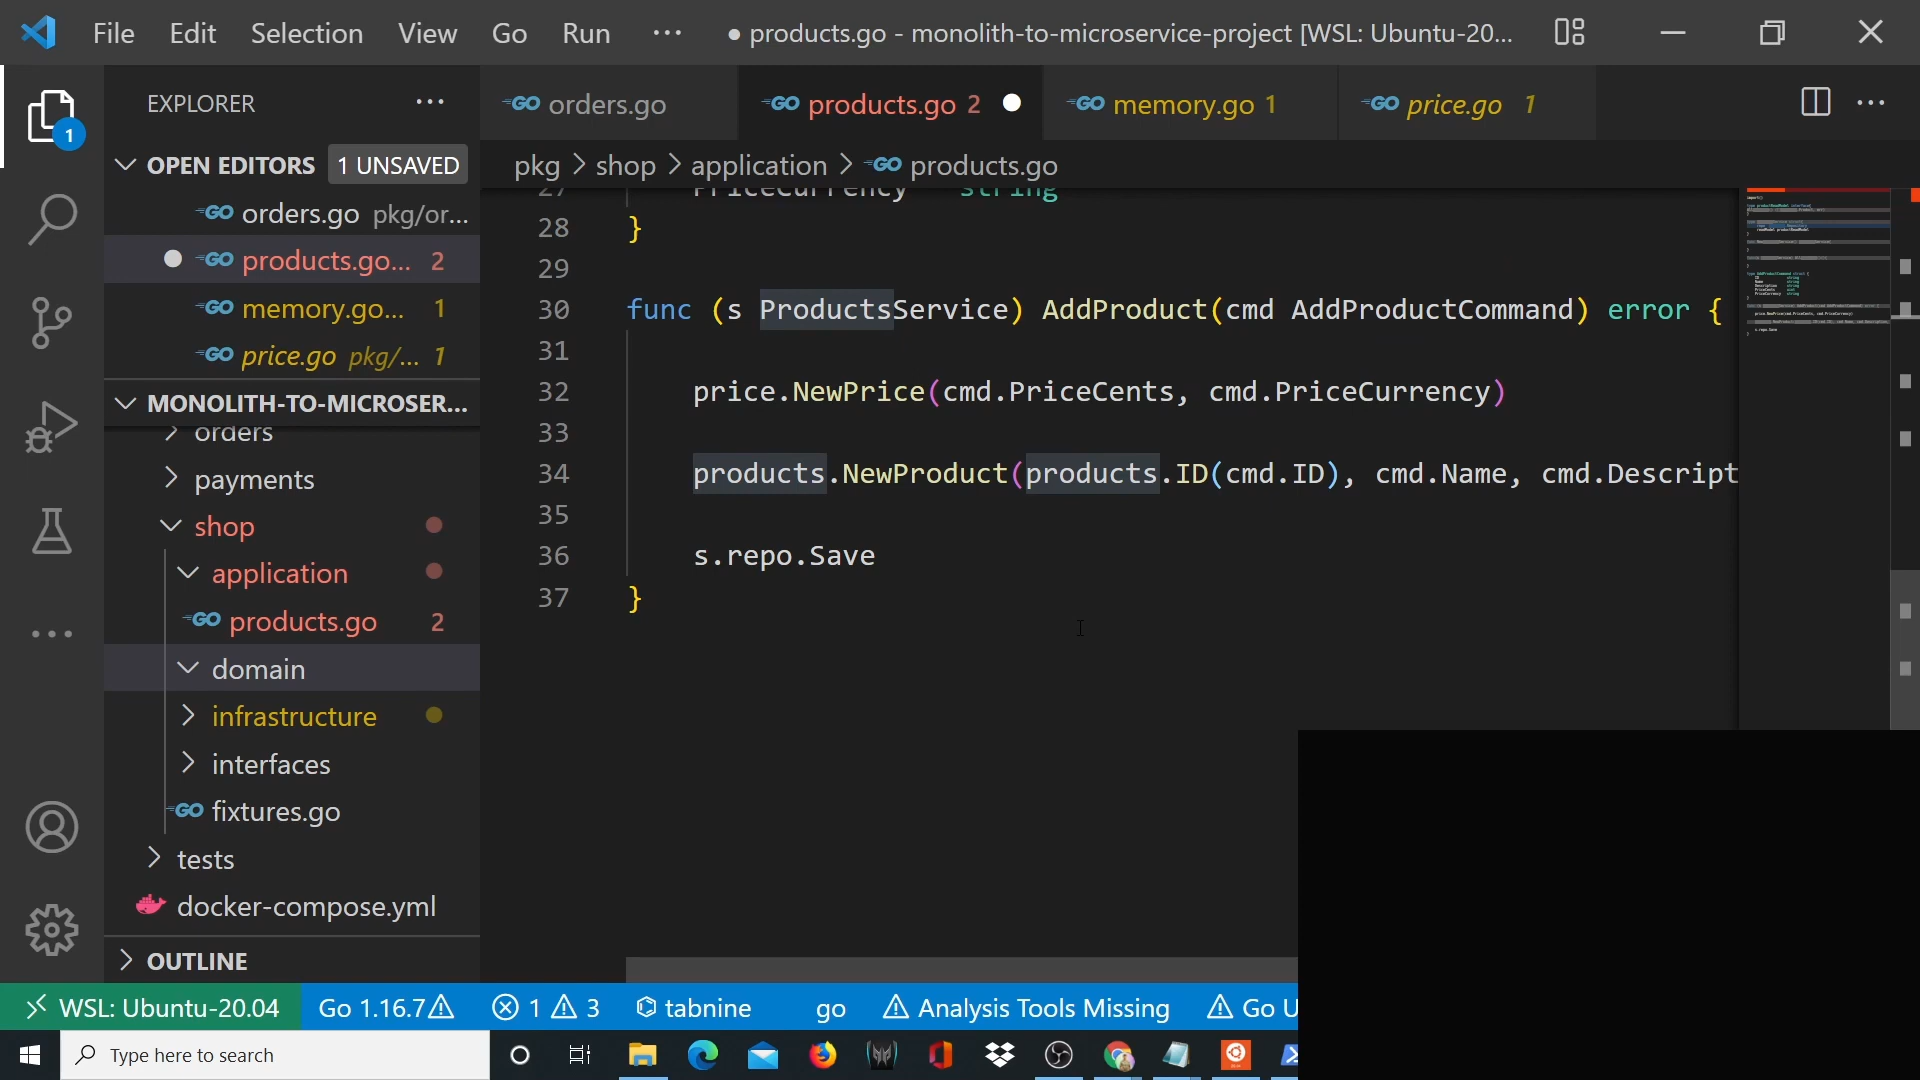 File Edit Selection View Go Run ··· ● products.go - monolith-to-microservice-project [WSL: Ubuntu-20...
EXPLORER ···
orders.go products.go 2 memory.go 1 price.go 1 ···
OPEN EDITORS 1 UNSAVED
pkg > shop > application > products.go
orders.go pkg/or...
products.go... 2
memory.go... 1
price.go pkg/... 1
MONOLITH-TO-MICROSER...
orders
payments
shop
application
products.go 2
domain
infrastructure
interfaces
fixtures.go
tests
docker-compose.yml
OUTLINE
1
27 PriceCurrency string
28 }
29
30 func (s ProductsService) AddProduct(cmd AddProductCommand) error {
31
32 price.NewPrice(cmd.PriceCents, cmd.PriceCurrency)
33
34 products.NewProduct(products.ID(cmd.ID), cmd.Name, cmd.Descript
35
36 s.repo.Save
37 }
WSL: Ubuntu-20.04 Go 1.16.7 1 3 tabnine go Analysis Tools Missing Go U
Type here to search